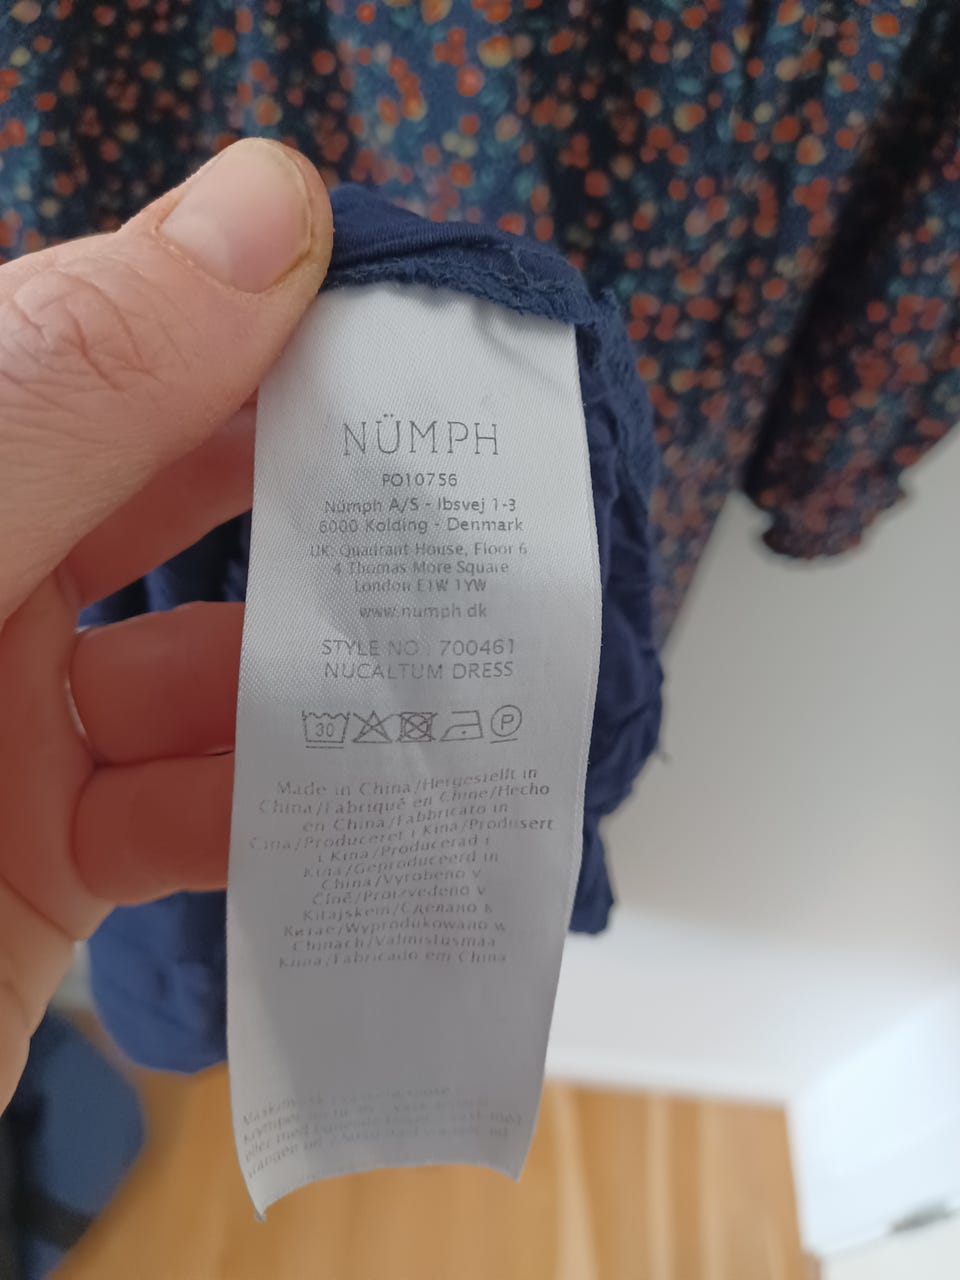 NÜMPH
PO10756
Nümph A/S - Ibsvej 1-3
6000 Kolding - Denmark
UK: Quadrant House, Floor 6
4 Thomas More Square
London E1W 1YW
www.numph.dk
STYLE NO : 700461
NUCALTUM DRESS
30
P
Made in China/Hergestellt in
China/Fabriqué en Chine/Hecho
en China/Fabbricato in
Cina/Produceret i Kina/Produsert
i Kina/Producerad i
Kina/Geproduceerd in
China/Vyrobeno v
Číně/Proizvedeno v
Kitajskem/Сделано в
Китае/Wyprodukowano w
Chinach/Valmistusmaa
Kiina/Fabricado em China